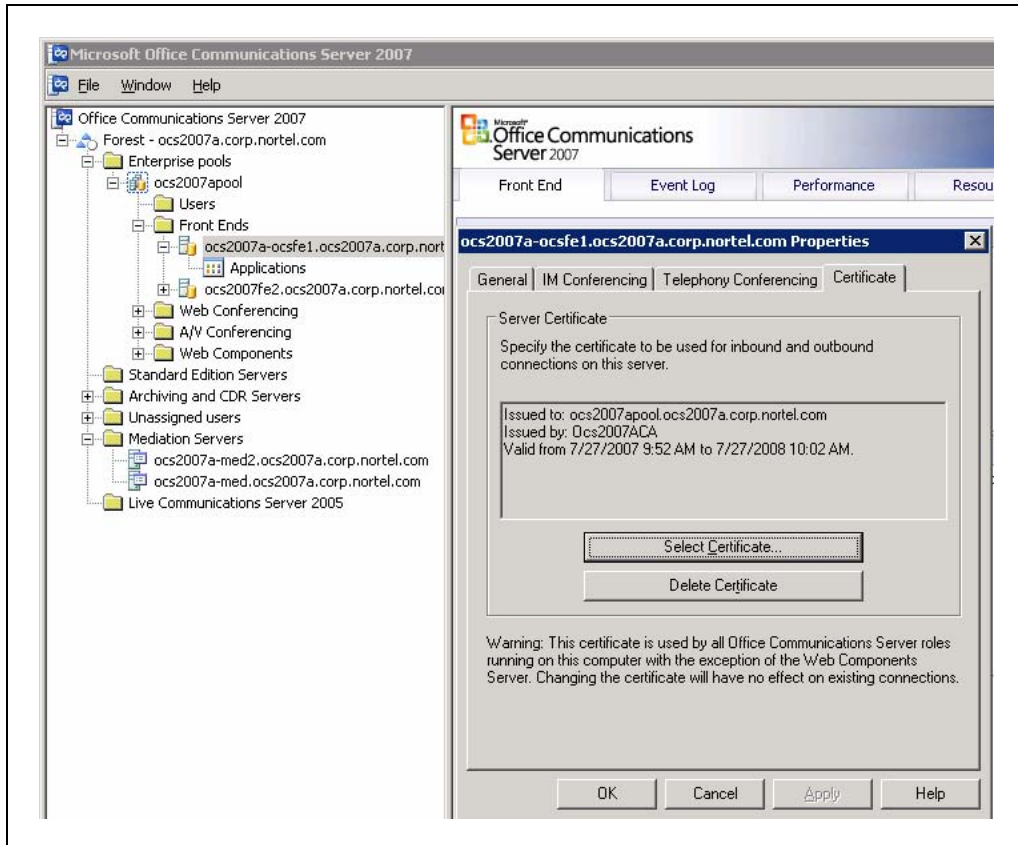 Microsoft Office Communications Server 2007
File Window Help
Office Communications Server 2007
Forest - ocs2007a.corp.nortel.com
Enterprise pools
ocs2007apool
Users
Front Ends
ocs2007a-ocsfe1.ocs2007a.corp.nort
Applications
ocs2007fe2.ocs2007a.corp.nortel.co
Web Conferencing
A/V Conferencing
Web Components
Standard Edition Servers
Archiving and CDR Servers
Unassigned users
Mediation Servers
ocs2007a-med2.ocs2007a.corp.nortel.com
ocs2007a-med.ocs2007a.corp.nortel.com
Live Communications Server 2005
Microsoft
Office Communications
Server 2007
Front End Event Log Performance Resou
ocs2007a-ocsfe1.ocs2007a.corp.nortel.com Properties
General IM Conferencing Telephony Conferencing Certificate
Server Certificate
Specify the certificate to be used for inbound and outbound
connections on this server.
Issued to: ocs2007apool.ocs2007a.corp.nortel.com
Issued by: Ocs2007ACA
Valid from 7/27/2007 9:52 AM to 7/27/2008 10:02 AM.
Select Certificate...
Delete Certificate
Warning: This certificate is used by all Office Communications Server roles
running on this computer with the exception of the Web Components
Server. Changing the certificate will have no effect on existing connections.
OK Cancel Apply Help